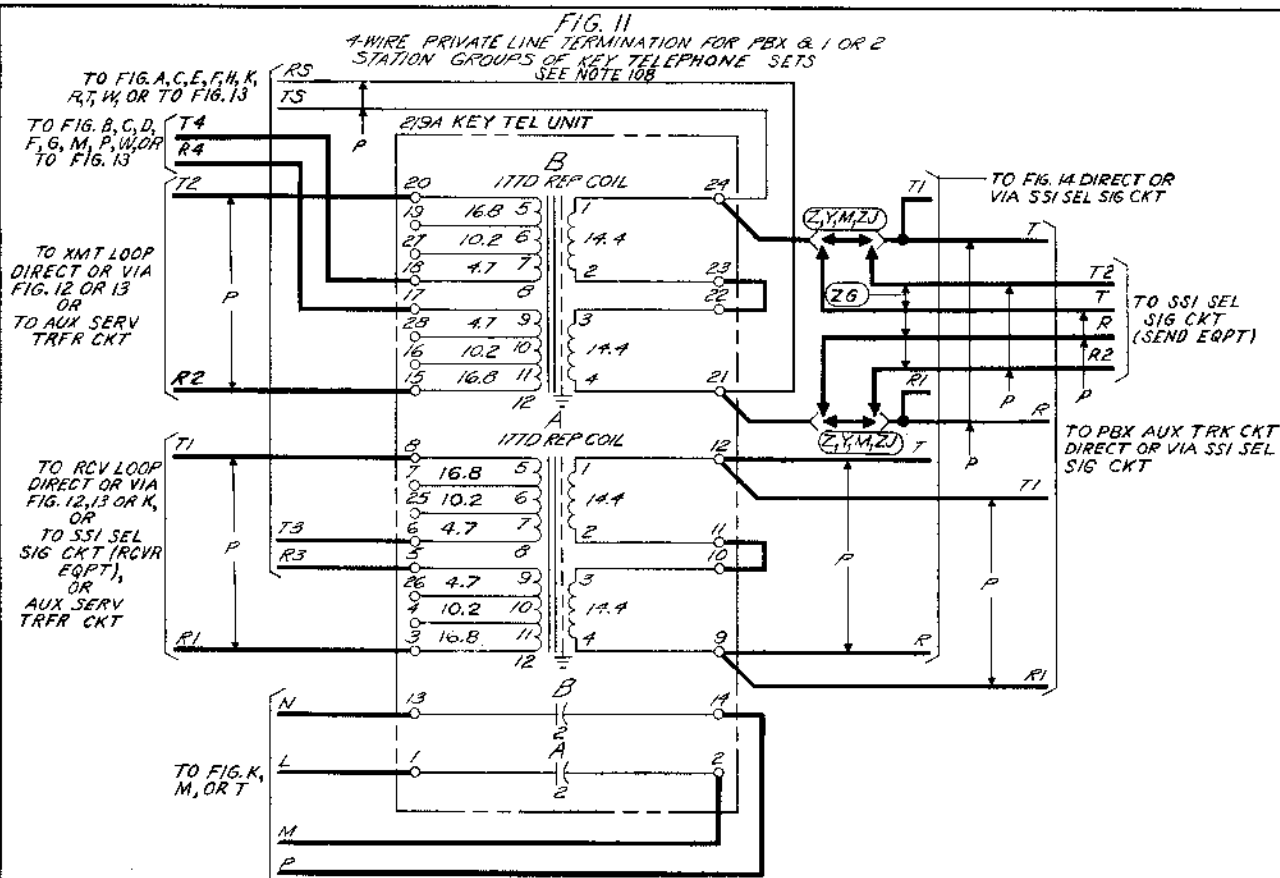 FIG. 11
4-WIRE PRIVATE LINE TERMINATION FOR PBX & 1 OR 2
STATION GROUPS OF KEY TELEPHONE SETS
SEE NOTE 108
TO FIG. A, C, E, F, H, K,
R, T, W, OR TO FIG. 13
RS
TS
P
TO FIG. B, C, D,
F, G, M, P, W, OR
TO FIG. 13
T4
R4
219A KEY TEL UNIT
B
177D REP COIL
T2
P
R2
TO XMT LOOP
DIRECT OR VIA
FIG. 12 OR 13
OR
TO AUX SERV
TRFR CKT
20
19
27
18
17
28
16
15
16.8 5
10.2 6
4.7 7
8
4.7 9
10.2 10
16.8 11
12
1
14.4
2
3
14.4
4
24
23
22
21
Z,Y,M,ZJ
ZG
Z,Y,M,ZJ
T1
TO FIG. 14 DIRECT OR
VIA SS1 SEL SIG CKT
T
T2
T
R
R2
TO SS1 SEL
SIG CKT
(SEND EQPT)
P
P
R1
R
P
TO PBX AUX TRK CKT
DIRECT OR VIA SS1 SEL
SIG CKT
A
177D REP COIL
T1
P
T3
R3
R1
TO RCV LOOP
DIRECT OR VIA
FIG. 12, 13 OR K,
OR
TO SS1 SEL
SIG CKT (RCVR
EQPT),
OR
AUX SERV
TRFR CKT
8
7
25
6
5
26
4
3
16.8 5
10.2 6
4.7 7
8
4.7 9
10.2 10
16.8 11
12
1
14.4
2
3
14.4
4
12
11
10
9
T
T1
P
P
R
R1
N
13
B
2
14
L
1
A
2
2
TO FIG. K,
M, OR T
M
P